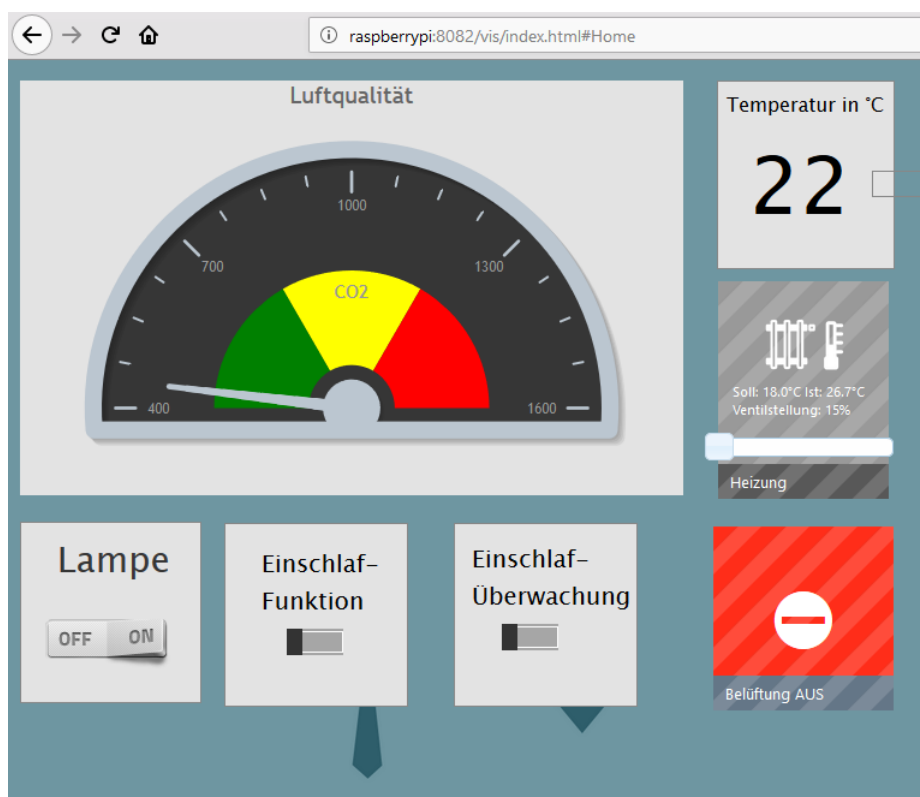 raspberrypi:8082/vis/index.html#Home
Luftqualität
1000
700
1300
CO2
400
1600
Temperatur in °C
22
Soll: 18.0°C Ist: 26.7°C
Ventilstellung: 15%
Heizung
Lampe
OFF ON
Einschlaf-
Funktion
Einschlaf-
Überwachung
Belüftung AUS